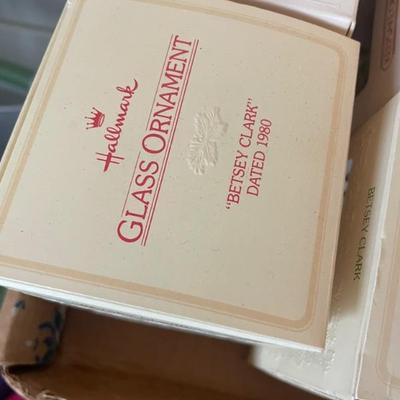 Hallmark
GLASS ORNAMENT
"BETSEY CLARK"
DATED 1980
BETSEY CLARK